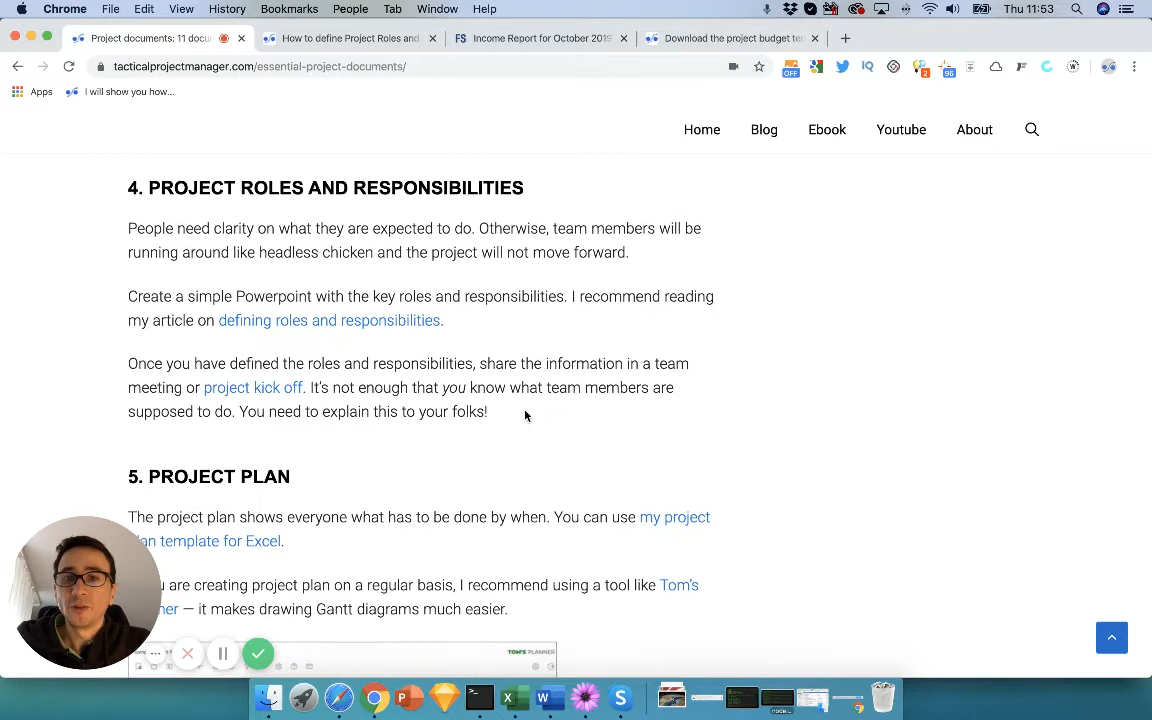 Chrome File Edit View Bookmarks People Tab Window Help Thu 11:53
Project documents: 11 docu
How to define Project Roles and
FS Income Report for October 2019
Download the project budget te
tacticalprojectmanager.com/essential-project-documents/
OFF
IQ
2
96
Apps I will show you how...
Home Blog Ebook Youtube About
4. PROJECT ROLES AND RESPONSIBILITIES
People need clarity on what they are expected to do. Otherwise, team members will be
running around like headless chicken and the project will not move forward.
Create a simple Powerpoint with the key roles and responsibilities. I recommend reading
my article on defining roles and responsibilities.
Once you have defined the roles and responsibilities, share the information in a team
meeting or project kick off. It's not enough that you know what team members are
supposed to do. You need to explain this to your folks!
5. PROJECT PLAN
The project plan shows everyone what has to be done by when. You can use my project
an template for Excel.
are creating project plan on a regular basis, I recommend using a tool like Tom's
ner — it makes drawing Gantt diagrams much easier.
TOM'S PLANNER